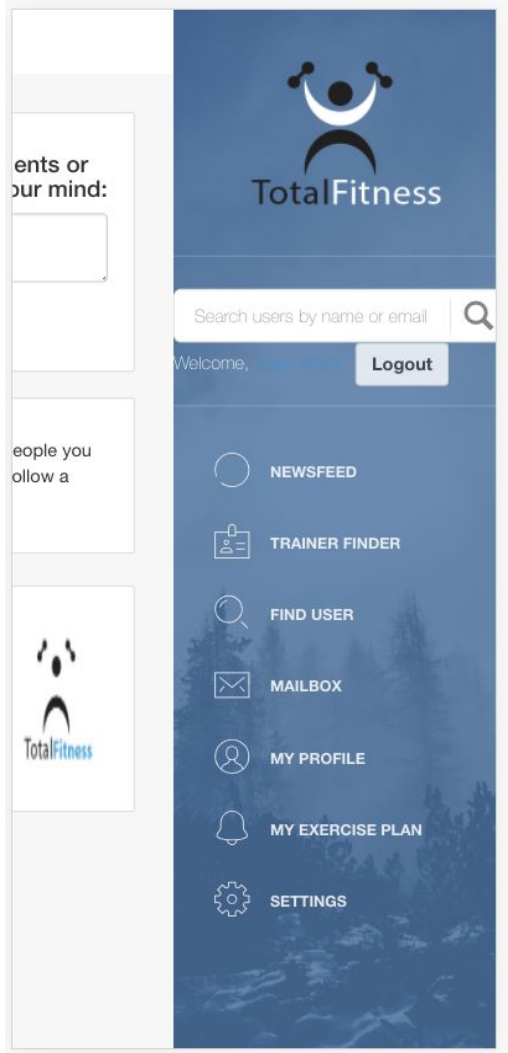 ents or
our mind:
eople you
ollow a
TotalFitness
TotalFitness
Search users by name or email
Welcome,
Logout
NEWSFEED
TRAINER FINDER
FIND USER
MAILBOX
MY PROFILE
MY EXERCISE PLAN
SETTINGS